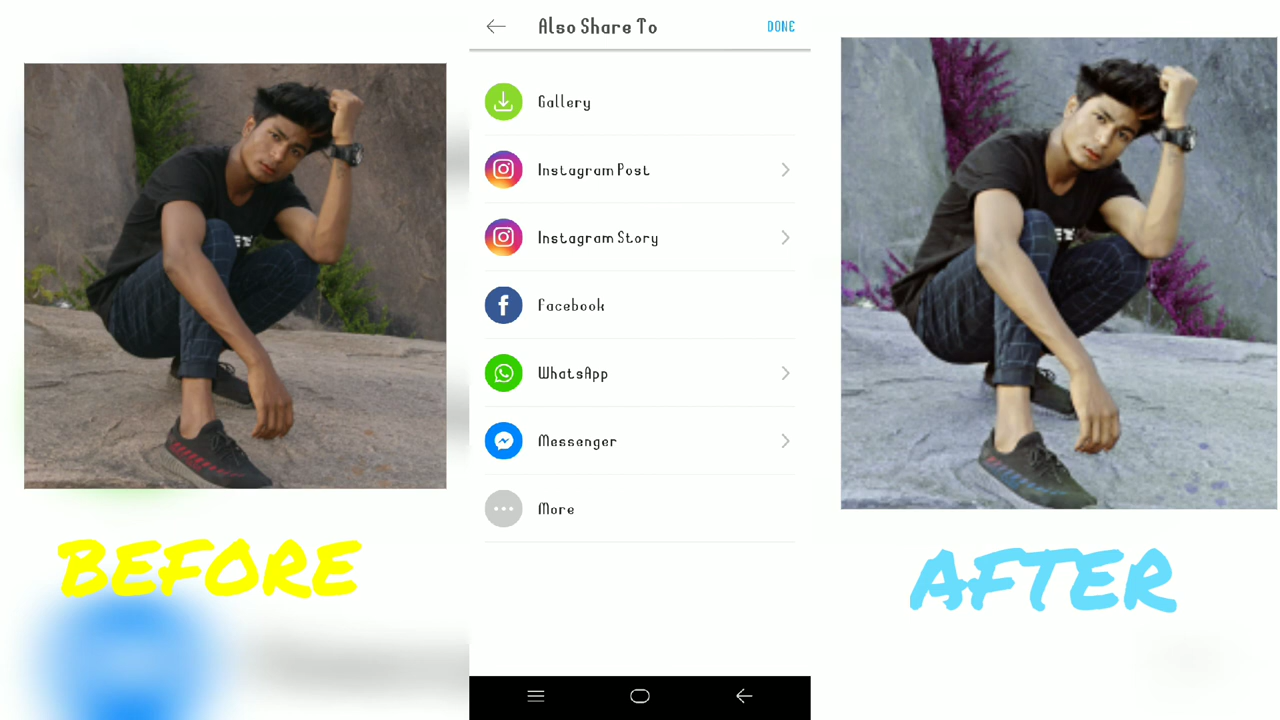 Also Share To
DONE
Gallery
Instagram Post
Instagram Story
Facebook
WhatsApp
Messenger
More
BEFORE
AFTER